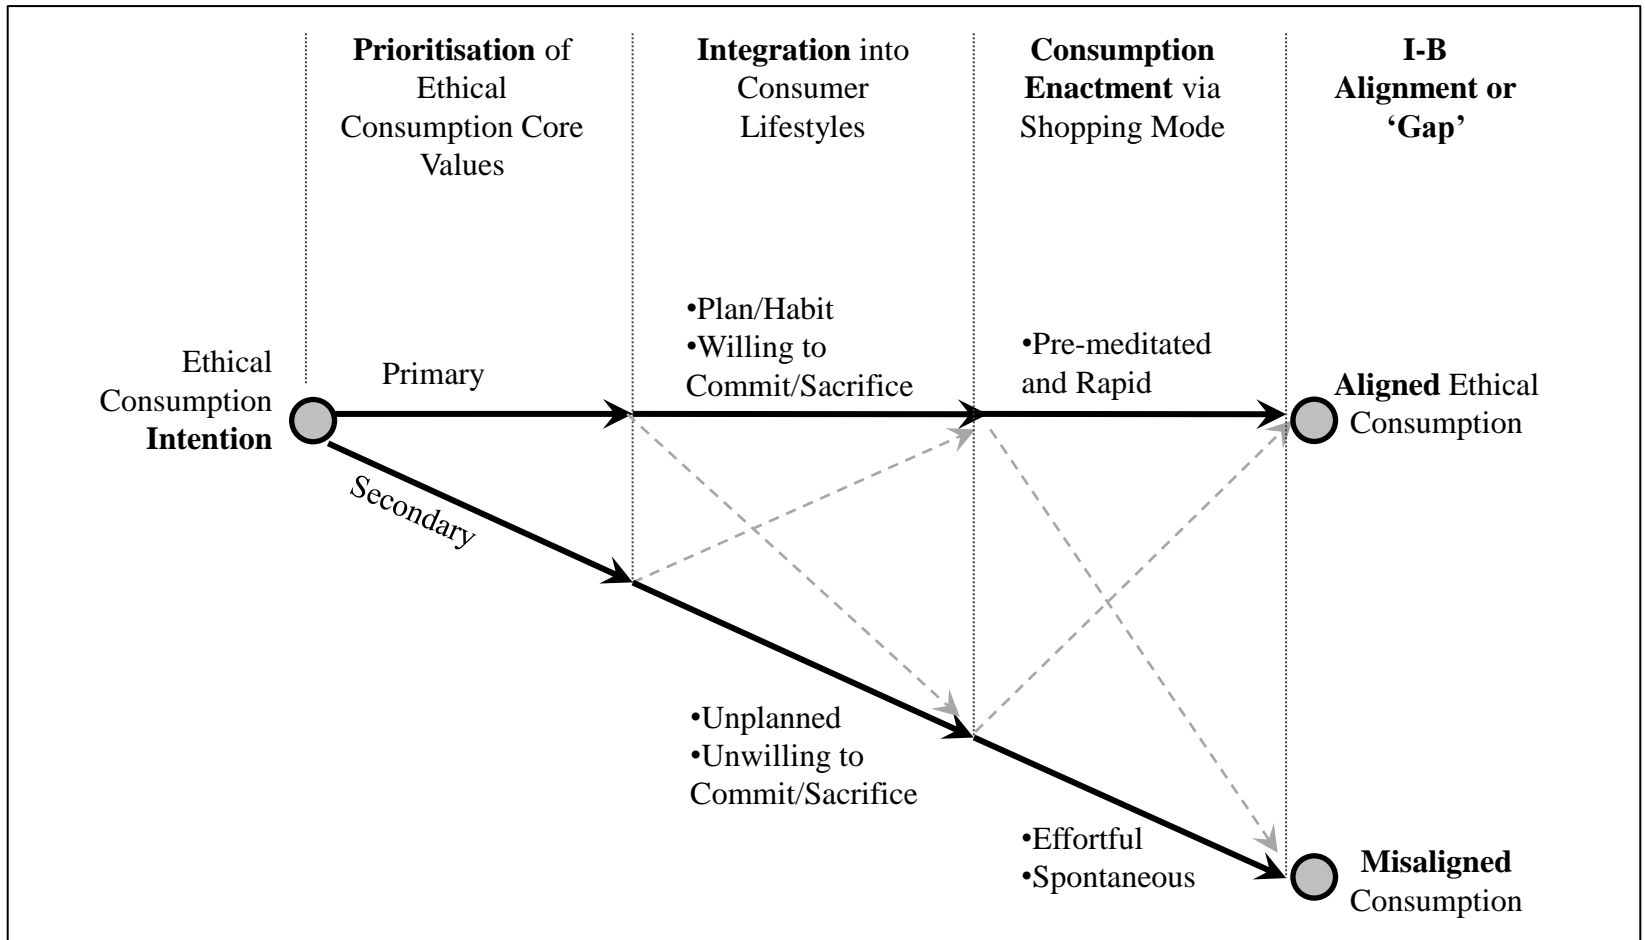 Prioritisation of
Ethical
Consumption Core
Values
Integration into
Consumer
Lifestyles
Consumption
Enactment via
Shopping Mode
I-B
Alignment or
‘Gap’
Ethical
Consumption
Intention
Primary
Secondary
•Plan/Habit
•Willing to
Commit/Sacrifice
•Pre-meditated
and Rapid
Aligned Ethical
Consumption
•Unplanned
•Unwilling to
Commit/Sacrifice
•Effortful
•Spontaneous
Misaligned
Consumption